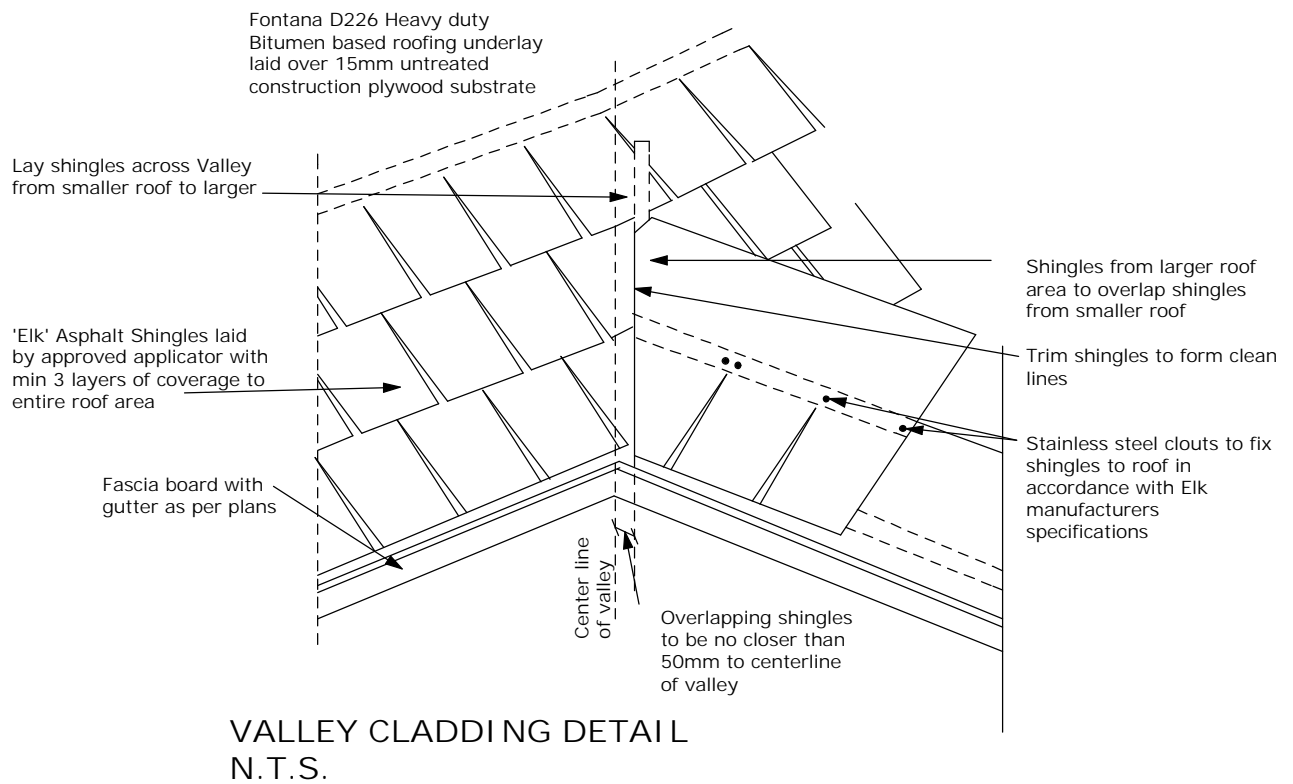 Fontana D226 Heavy duty
Bitumen based roofing underlay
laid over 15mm untreated
construction plywood substrate
Lay shingles across Valley
from smaller roof to larger
'Elk' Asphalt Shingles laid
by approved applicator with
min 3 layers of coverage to
entire roof area
Fascia board with
gutter as per plans
Shingles from larger roof
area to overlap shingles
from smaller roof
Trim shingles to form clean
lines
Stainless steel clouts to fix
shingles to roof in
accordance with Elk
manufacturers
specifications
Center line
of valley
Overlapping shingles
to be no closer than
50mm to centerline
of valley
VALLEY CLADDING DETAIL
N.T.S.